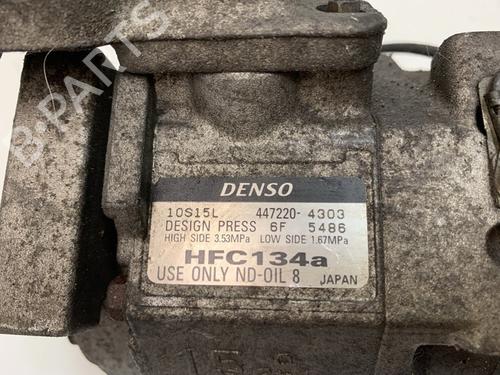 B-PARTS
DENSO
10S15L 447220-4303
DESIGN PRESS 6F 5486
HIGH SIDE 3.53MPa LOW SIDE 1.67MPa
HFC134a
USE ONLY ND-OIL 8 JAPAN